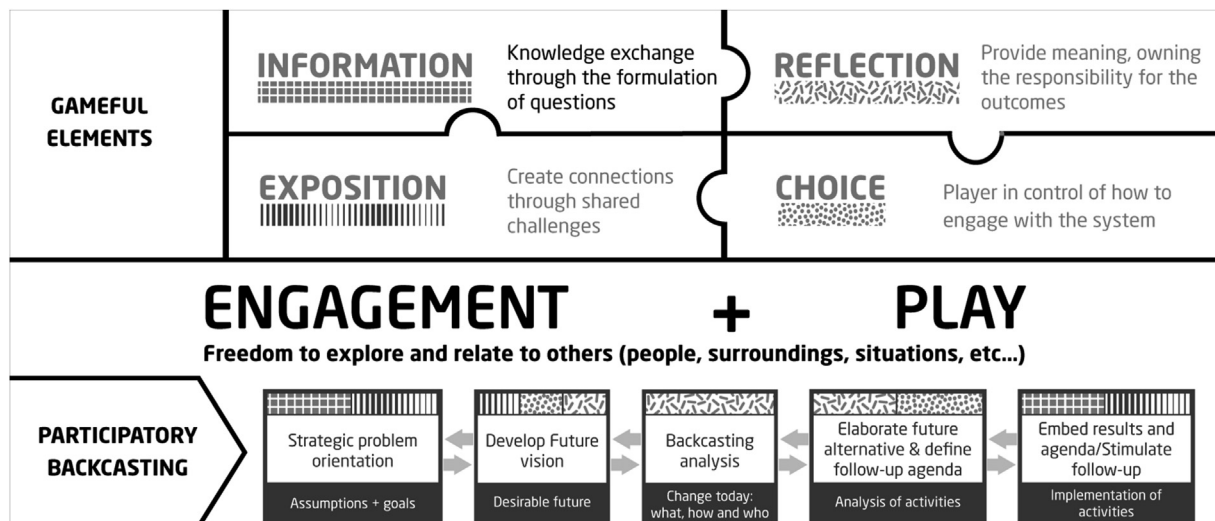 GAMEFUL
ELEMENTS
INFORMATION
Knowledge exchange
through the formulation
of questions
REFLECTION
Provide meaning, owning
the responsibility for the
outcomes
EXPOSITION
Create connections
through shared
challenges
CHOICE
Player in control of how to
engage with the system
ENGAGEMENT + PLAY
Freedom to explore and relate to others (people, surroundings, situations, etc...)
PARTICIPATORY
BACKCASTING
Strategic problem
orientation
Assumptions + goals
Develop Future
vision
Desirable future
Backcasting
analysis
Change today:
what, how and who
Elaborate future
alternative & define
follow-up agenda
Analysis of activities
Embed results and
agenda/Stimulate
follow-up
Implementation of
activities